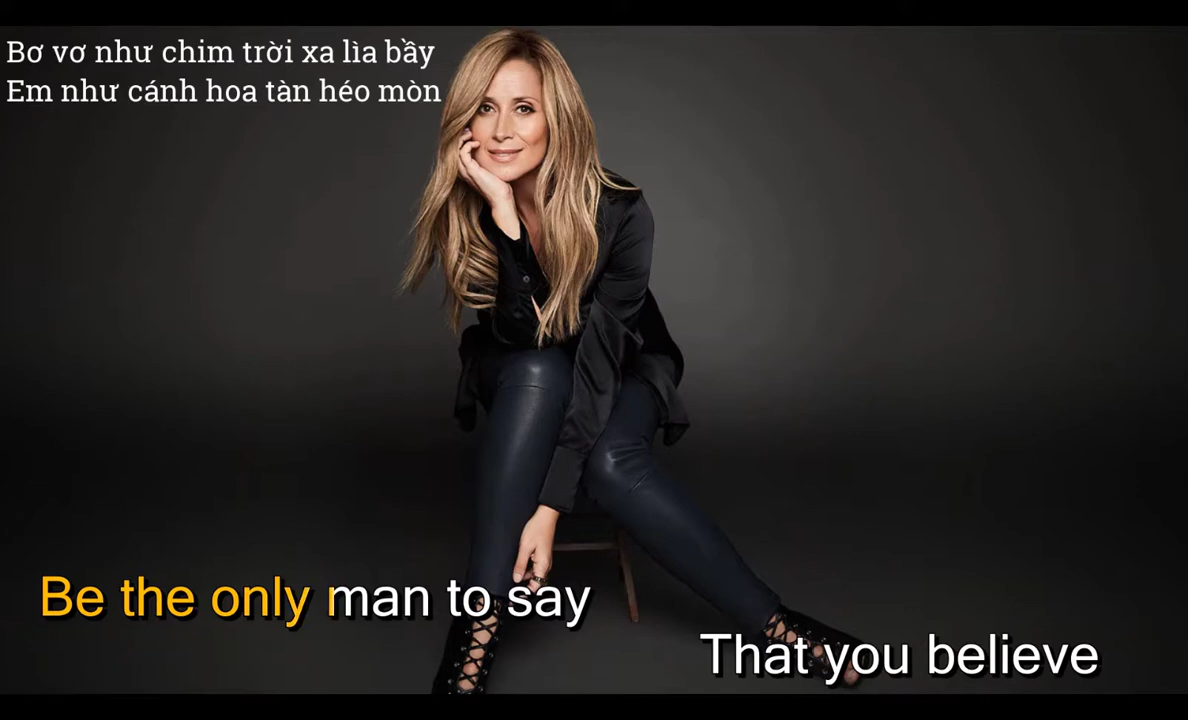 Bơ vơ như chim trời xa lìa bầy
Em như cánh hoa tàn héo mòn
Be the only man to say
That you believe